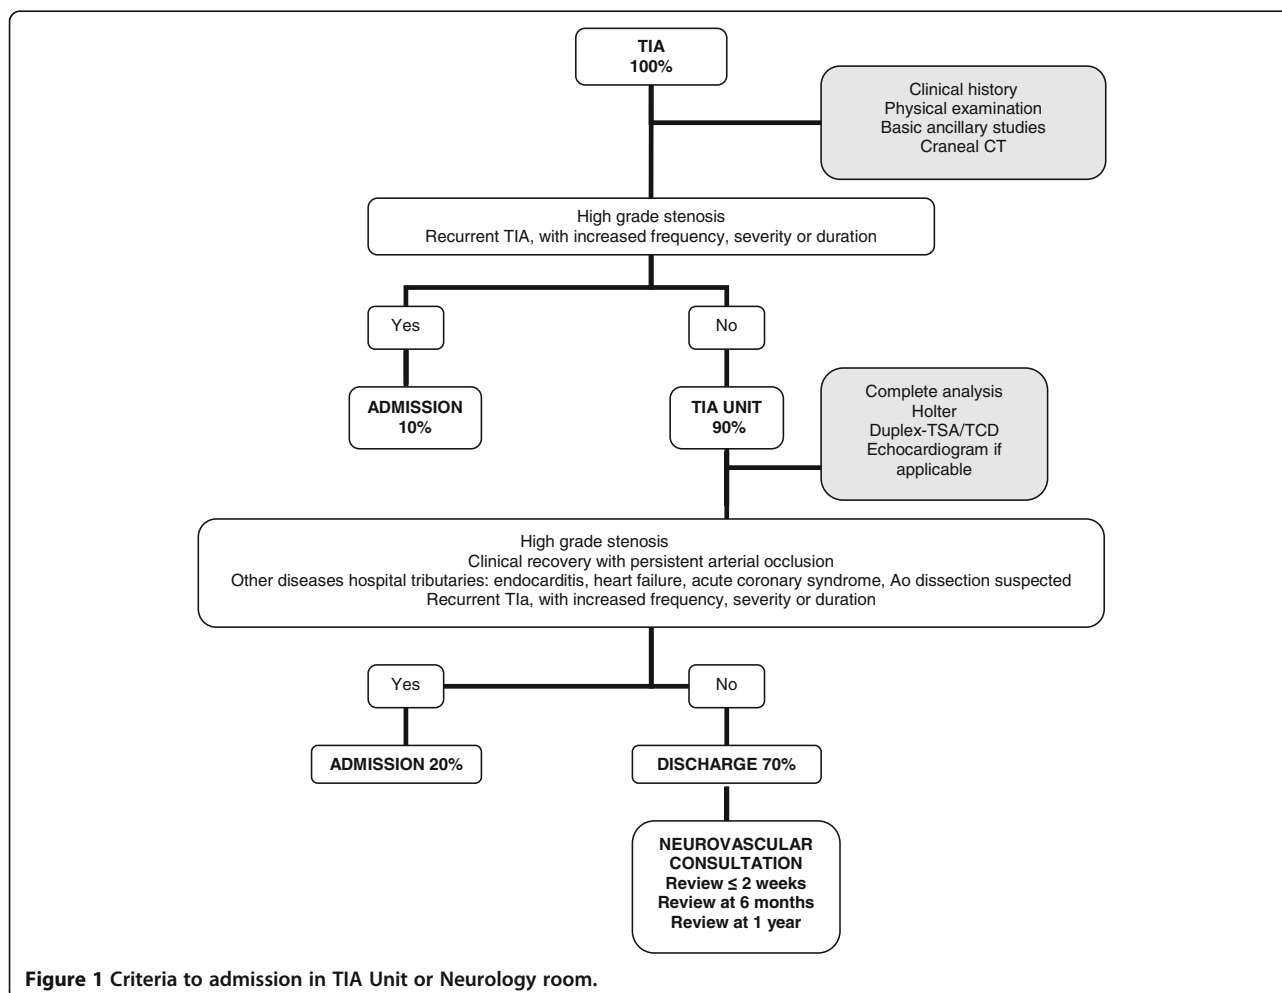 TIA
100%
Clinical history
Physical examination
Basic ancillary studies
Craneal CT
High grade stenosis
Recurrent TIA, with increased frequency, severity or duration
Yes
No
ADMISSION
10%
TIA UNIT
90%
Complete analysis
Holter
Duplex-TSA/TCD
Echocardiogram if
applicable
High grade stenosis
Clinical recovery with persistent arterial occlusion
Other diseases hospital tributaries: endocarditis, heart failure, acute coronary syndrome, Ao dissection suspected
Recurrent TIa, with increased frequency, severity or duration
Yes
No
ADMISSION 20%
DISCHARGE 70%
NEUROVASCULAR
CONSULTATION
Review ≤ 2 weeks
Review at 6 months
Review at 1 year
Figure 1 Criteria to admission in TIA Unit or Neurology room.